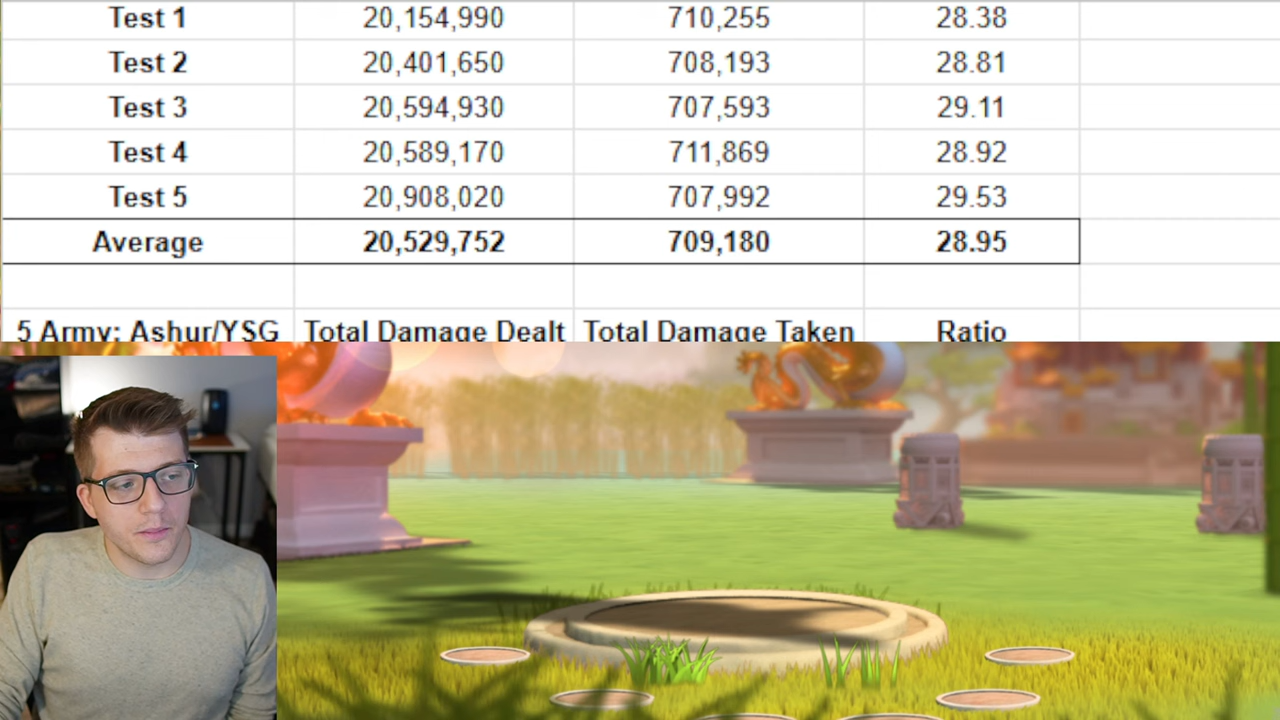 Test 1 20,154,990 710,255 28.38
Test 2 20,401,650 708,193 28.81
Test 3 20,594,930 707,593 29.11
Test 4 20,589,170 711,869 28.92
Test 5 20,908,020 707,992 29.53
Average 20,529,752 709,180 28.95
5 Army: Ashur/YSG Total Damage Dealt Total Damage Taken Ratio